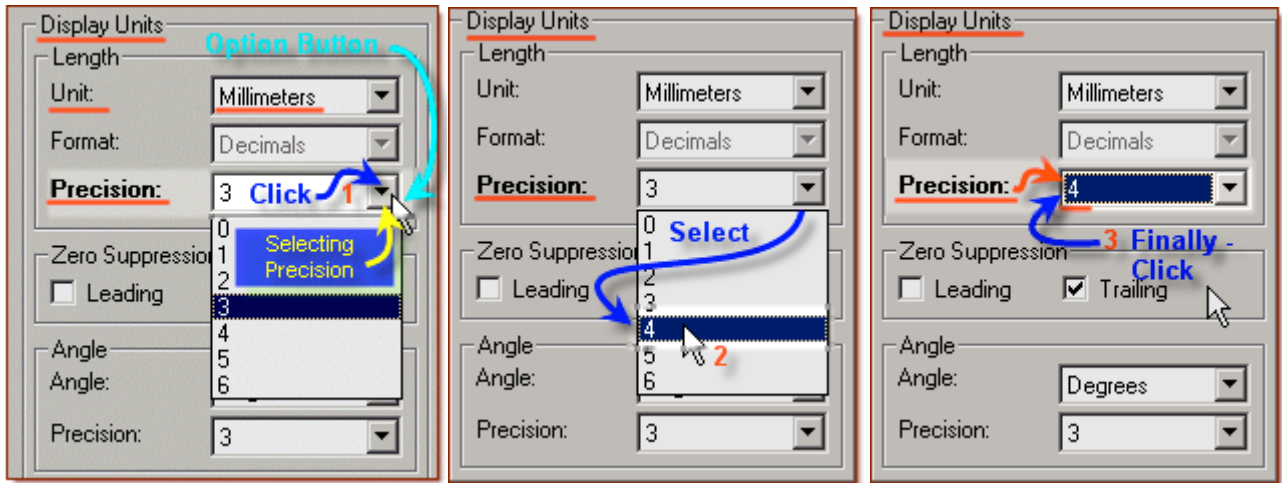 Display Units
Option Button
Length
Unit: Millimeters
Format: Decimals
Precision: 3 Click 1
0
1
2
3
4
5
6
Selecting
Precision
Zero Suppression
Leading
Angle
Angle:
Precision: 3
Display Units
Length
Unit: Millimeters
Format: Decimals
Precision: 3
0
1
2
3
4
5
6
Select
2
Zero Suppression
Leading
Angle
Angle:
Precision: 3
Display Units
Length
Unit: Millimeters
Format: Decimals
Precision: 4
3 Finally -
Click
Zero Suppression
Leading Trailing
Angle
Angle: Degrees
Precision: 3